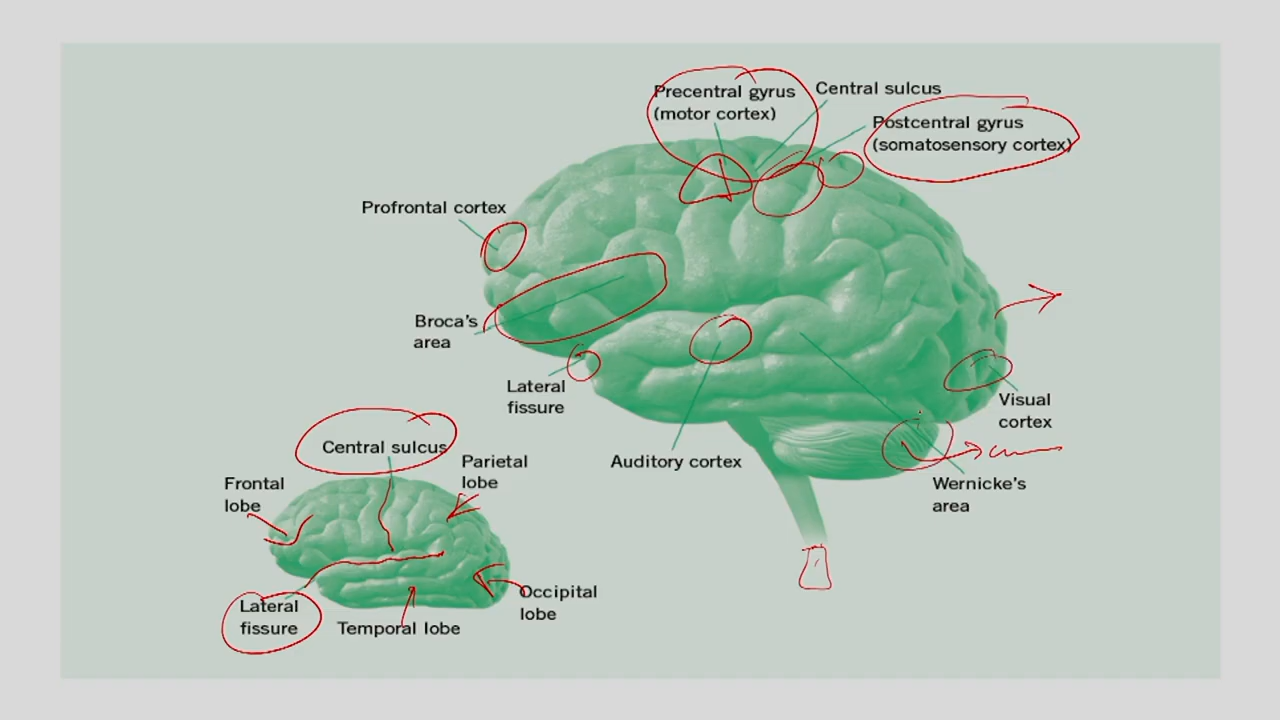 Precentral gyrus
(motor cortex)
Central sulcus
Postcentral gyrus
(somatosensory cortex)
Profrontal cortex
Broca's
area
Lateral
fissure
Auditory cortex
Visual
cortex
Wernicke's
area
Central sulcus
Parietal
lobe
Frontal
lobe
Lateral
fissure
Temporal lobe
Occipital
lobe